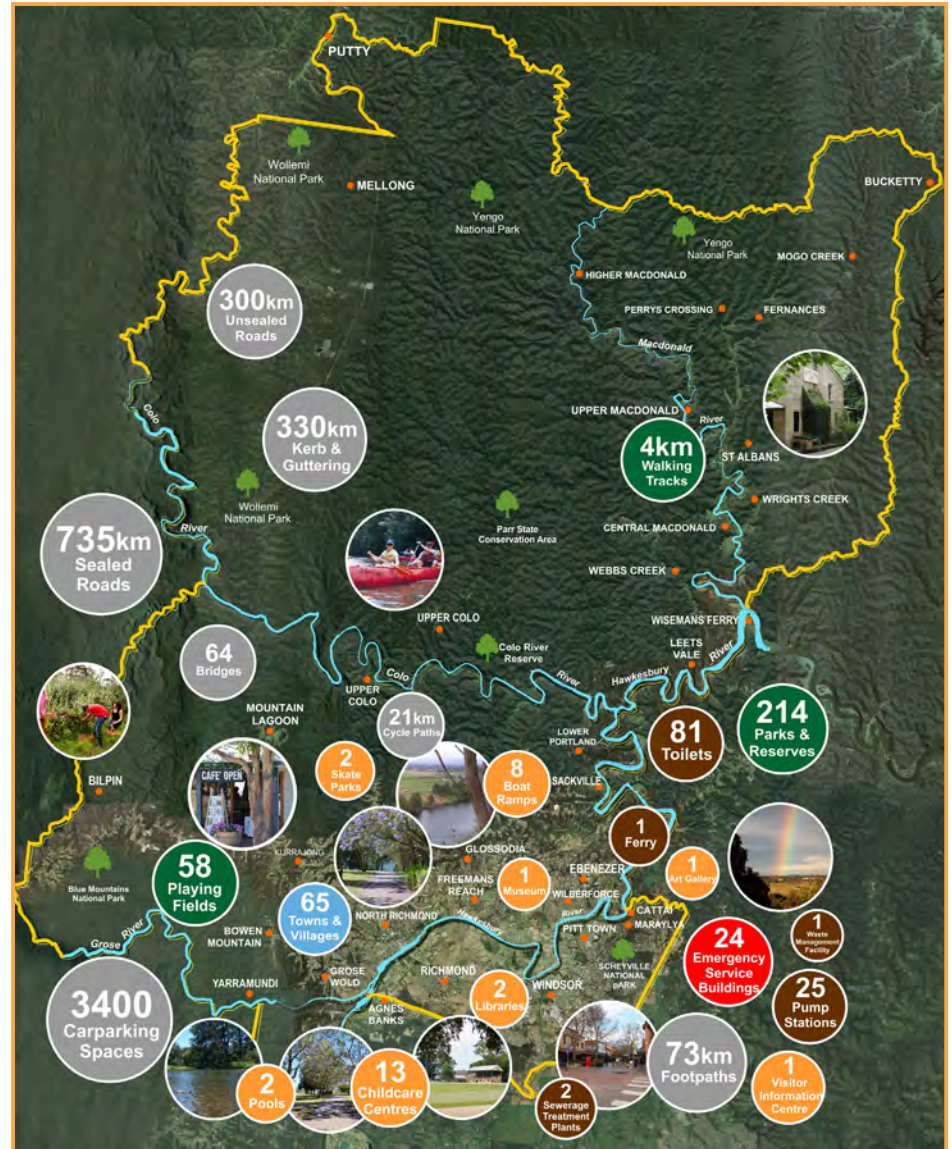 PUTTY
Wollemi
National Park
MELLONG
Yengo
National Park
BUCKETTY
Yengo
National Park
MOGO CREEK
HIGHER MACDONALD
300km
Unsealed
Roads
PERRYS CROSSING
FERNANCES
Macdonald
River
Colo
River
330km
Kerb &
Guttering
UPPER MACDONALD
4km
Walking
Tracks
ST ALBANS
Wollemi
National Park
WRIGHTS CREEK
735km
Sealed
Roads
Parr State
Conservation Area
CENTRAL MACDONALD
WEBBS CREEK
UPPER COLO
WISEMANS FERRY
64
Bridges
Colo River
Reserve
LEETS
VALE
Hawkesbury
River
UPPER
COLO
Colo
River
MOUNTAIN
LAGOON
21km
Cycle Paths
LOWER
PORTLAND
81
Toilets
214
Parks &
Reserves
2
Skate
Parks
8
Boat
Ramps
SACKVILLE
BILPIN
CAFE' OPEN
1
Ferry
KURRAJONG
GLOSSODIA
Blue Mountains
National Park
58
Playing
Fields
FREEMANS
REACH
1
Museum
EBENEZER
WILBERFORCE
1
Art Gallery
65
Towns &
Villages
NORTH RICHMOND
Hawkesbury
River
CATTAI
MARAYLYA
PITT TOWN
BOWEN
MOUNTAIN
Grose
River
24
Emergency
Service
Buildings
1
Waste
Management
Facility
SCHEYVILLE
NATIONAL
pARK
3400
Carparking
Spaces
YARRAMUNDI
GROSE
WOLD
RICHMOND
WINDSOR
AGNES
BANKS
2
Libraries
25
Pump
Stations
2
Pools
13
Childcare
Centres
2
Sewerage
Treatment
Plants
73km
Footpaths
1
Visitor
Information
Centre